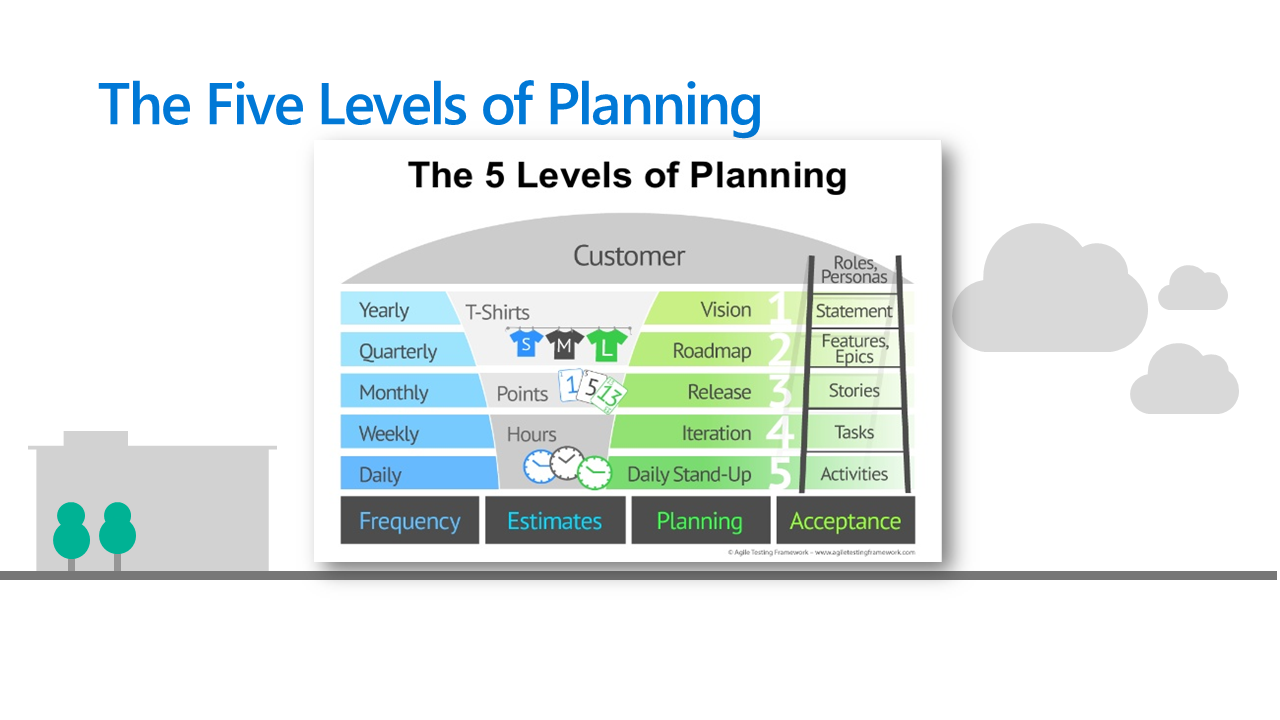 The Five Levels of Planning
The 5 Levels of Planning
Customer
Roles,
Personas
Yearly
T-Shirts
Vision
1
Statement
S
M
L
Quarterly
Roadmap
2
Features,
Epics
Monthly
Points
1
5
13
Release
3
Stories
Weekly
Hours
Iteration
4
Tasks
Daily
Daily Stand-Up
5
Activities
Frequency
Estimates
Planning
Acceptance
© Agile Testing Framework – www.agiletestingframework.com